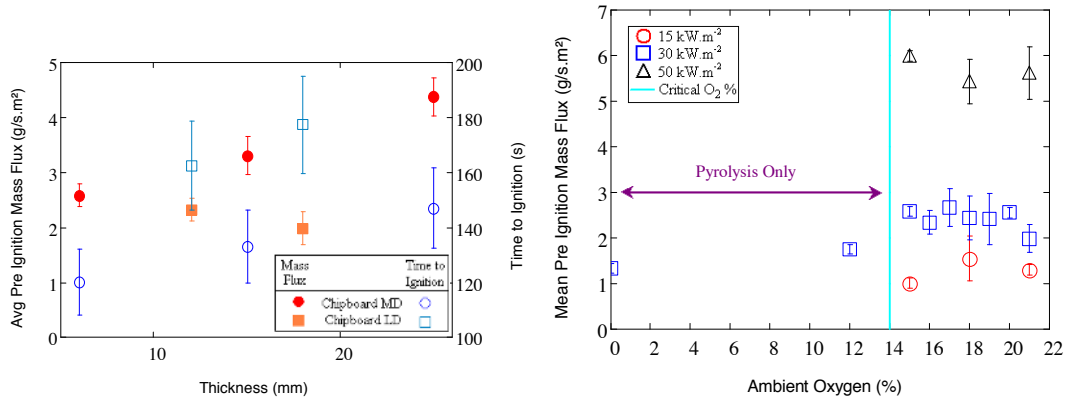 Avg Pre Ignition Mass Flux (g/s.m²)
5
4
3
2
1
0
200
180
160
140
120
100
Time to Ignition (s)
Mass
Flux
Time to
Ignition
Chipboard MD
Chipboard LD
10
20
Thickness (mm)
Mean Pre Ignition Mass Flux (g/s.m²)
7
6
5
4
3
2
1
0
15 kW.m⁻²
30 kW.m⁻²
50 kW.m⁻²
Critical O₂ %
Pyrolysis Only
0 2 4 6 8 10 12 14 16 18 20 22
Ambient Oxygen (%)